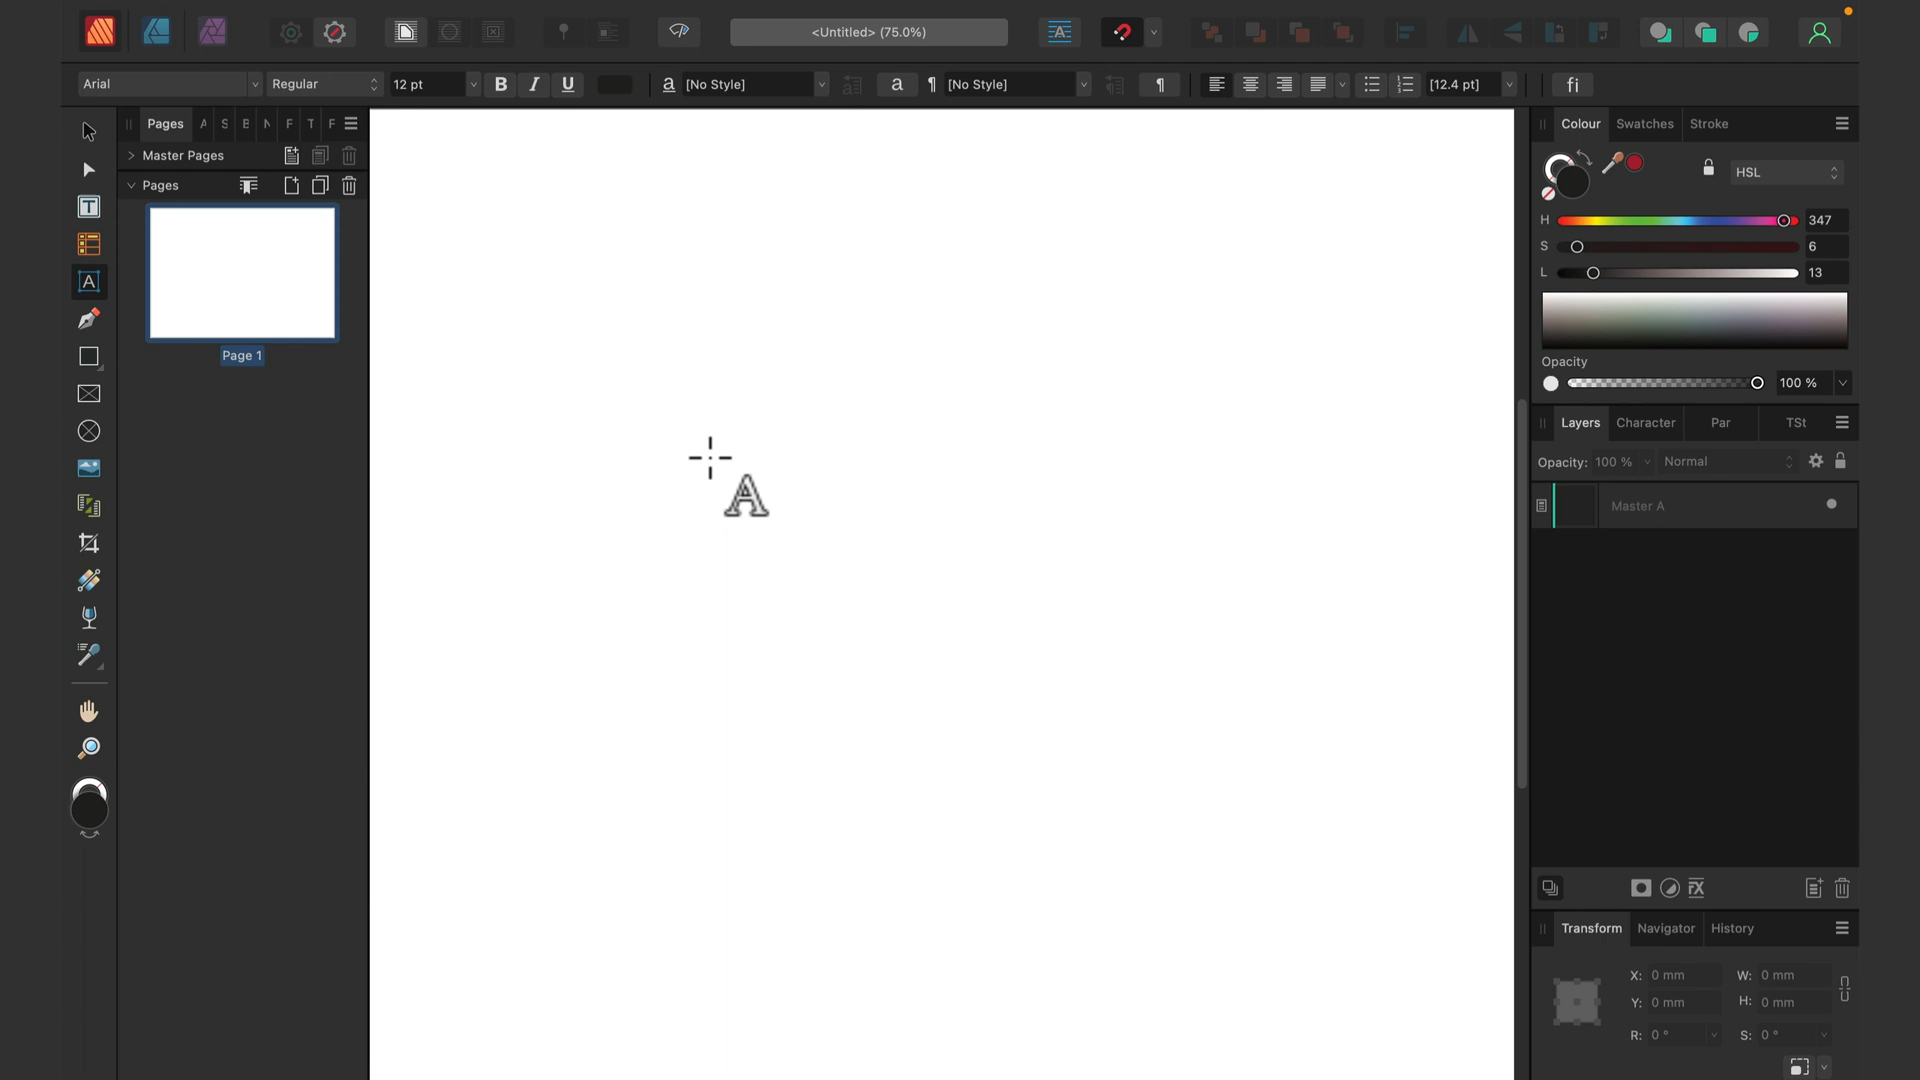 <Untitled> (75.0%)
A
Arial Regular 12 pt B I U a [No Style] a ¶ [No Style] ¶ [12.4 pt] fi
Pages A S B N F T F
Master Pages
Pages
Page 1
T
A
A
Colour Swatches Stroke
HSL
H 347
S 6
L 13
Opacity
100 %
Layers Character Par TSt
Opacity: 100 % Normal
Master A
FX
Transform Navigator History
X: 0 mm W: 0 mm
Y: 0 mm H: 0 mm
R: 0 ° S: 0 °